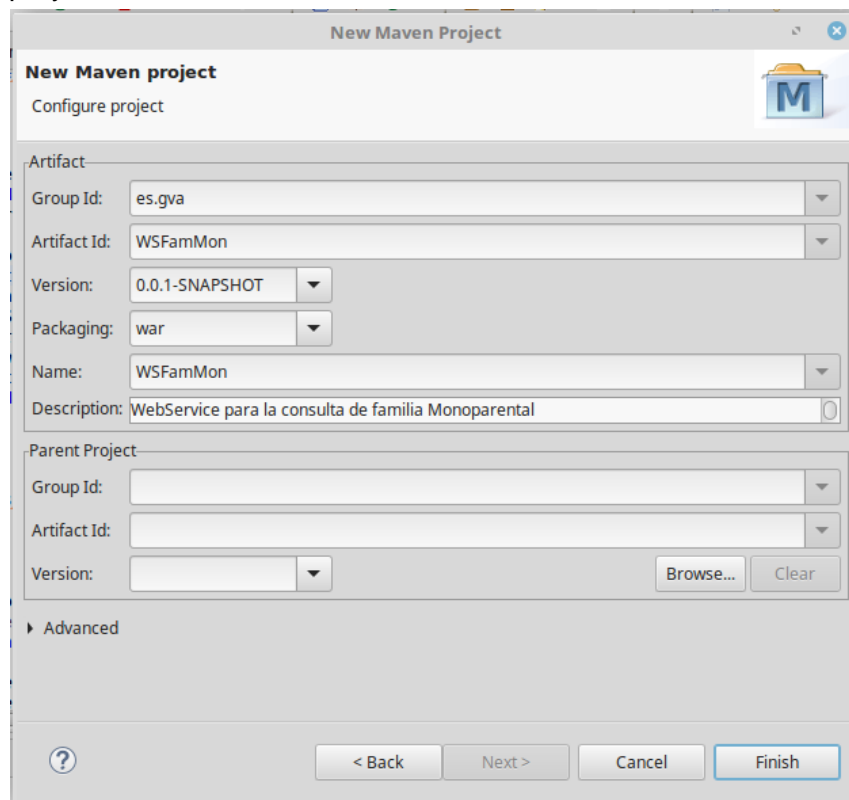 New Maven Project
New Maven project
Configure project
M
Artifact
Group Id: es.gva
Artifact Id: WSFamMon
Version: 0.0.1-SNAPSHOT
Packaging: war
Name: WSFamMon
Description: WebService para la consulta de familia Monoparental
Parent Project
Group Id:
Artifact Id:
Version: Browse... Clear
Advanced
? < Back Next > Cancel Finish